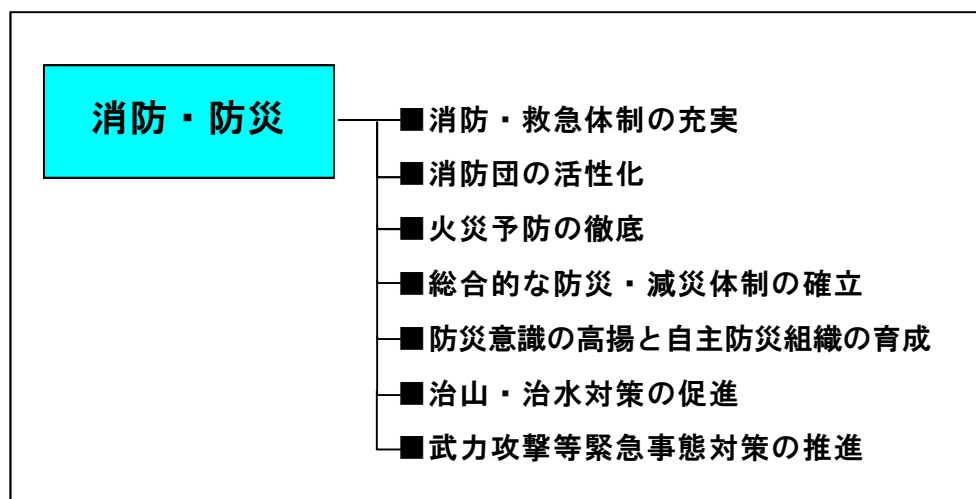 消防・防災
■消防・救急体制の充実
■消防団の活性化
■火災予防の徹底
■総合的な防災・減災体制の確立
■防災意識の高揚と自主防災組織の育成
■治山・治水対策の促進
■武力攻撃等緊急事態対策の推進